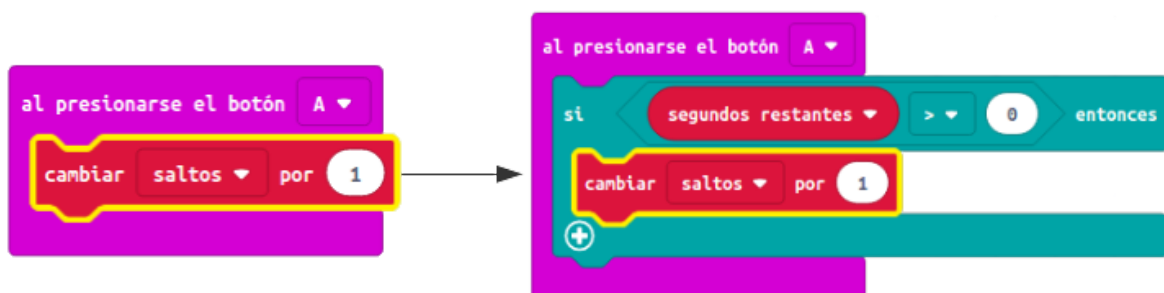 al presionarse el botón A
cambiar saltos por 1
al presionarse el botón A
si segundos restantes > 0 entonces
cambiar saltos por 1